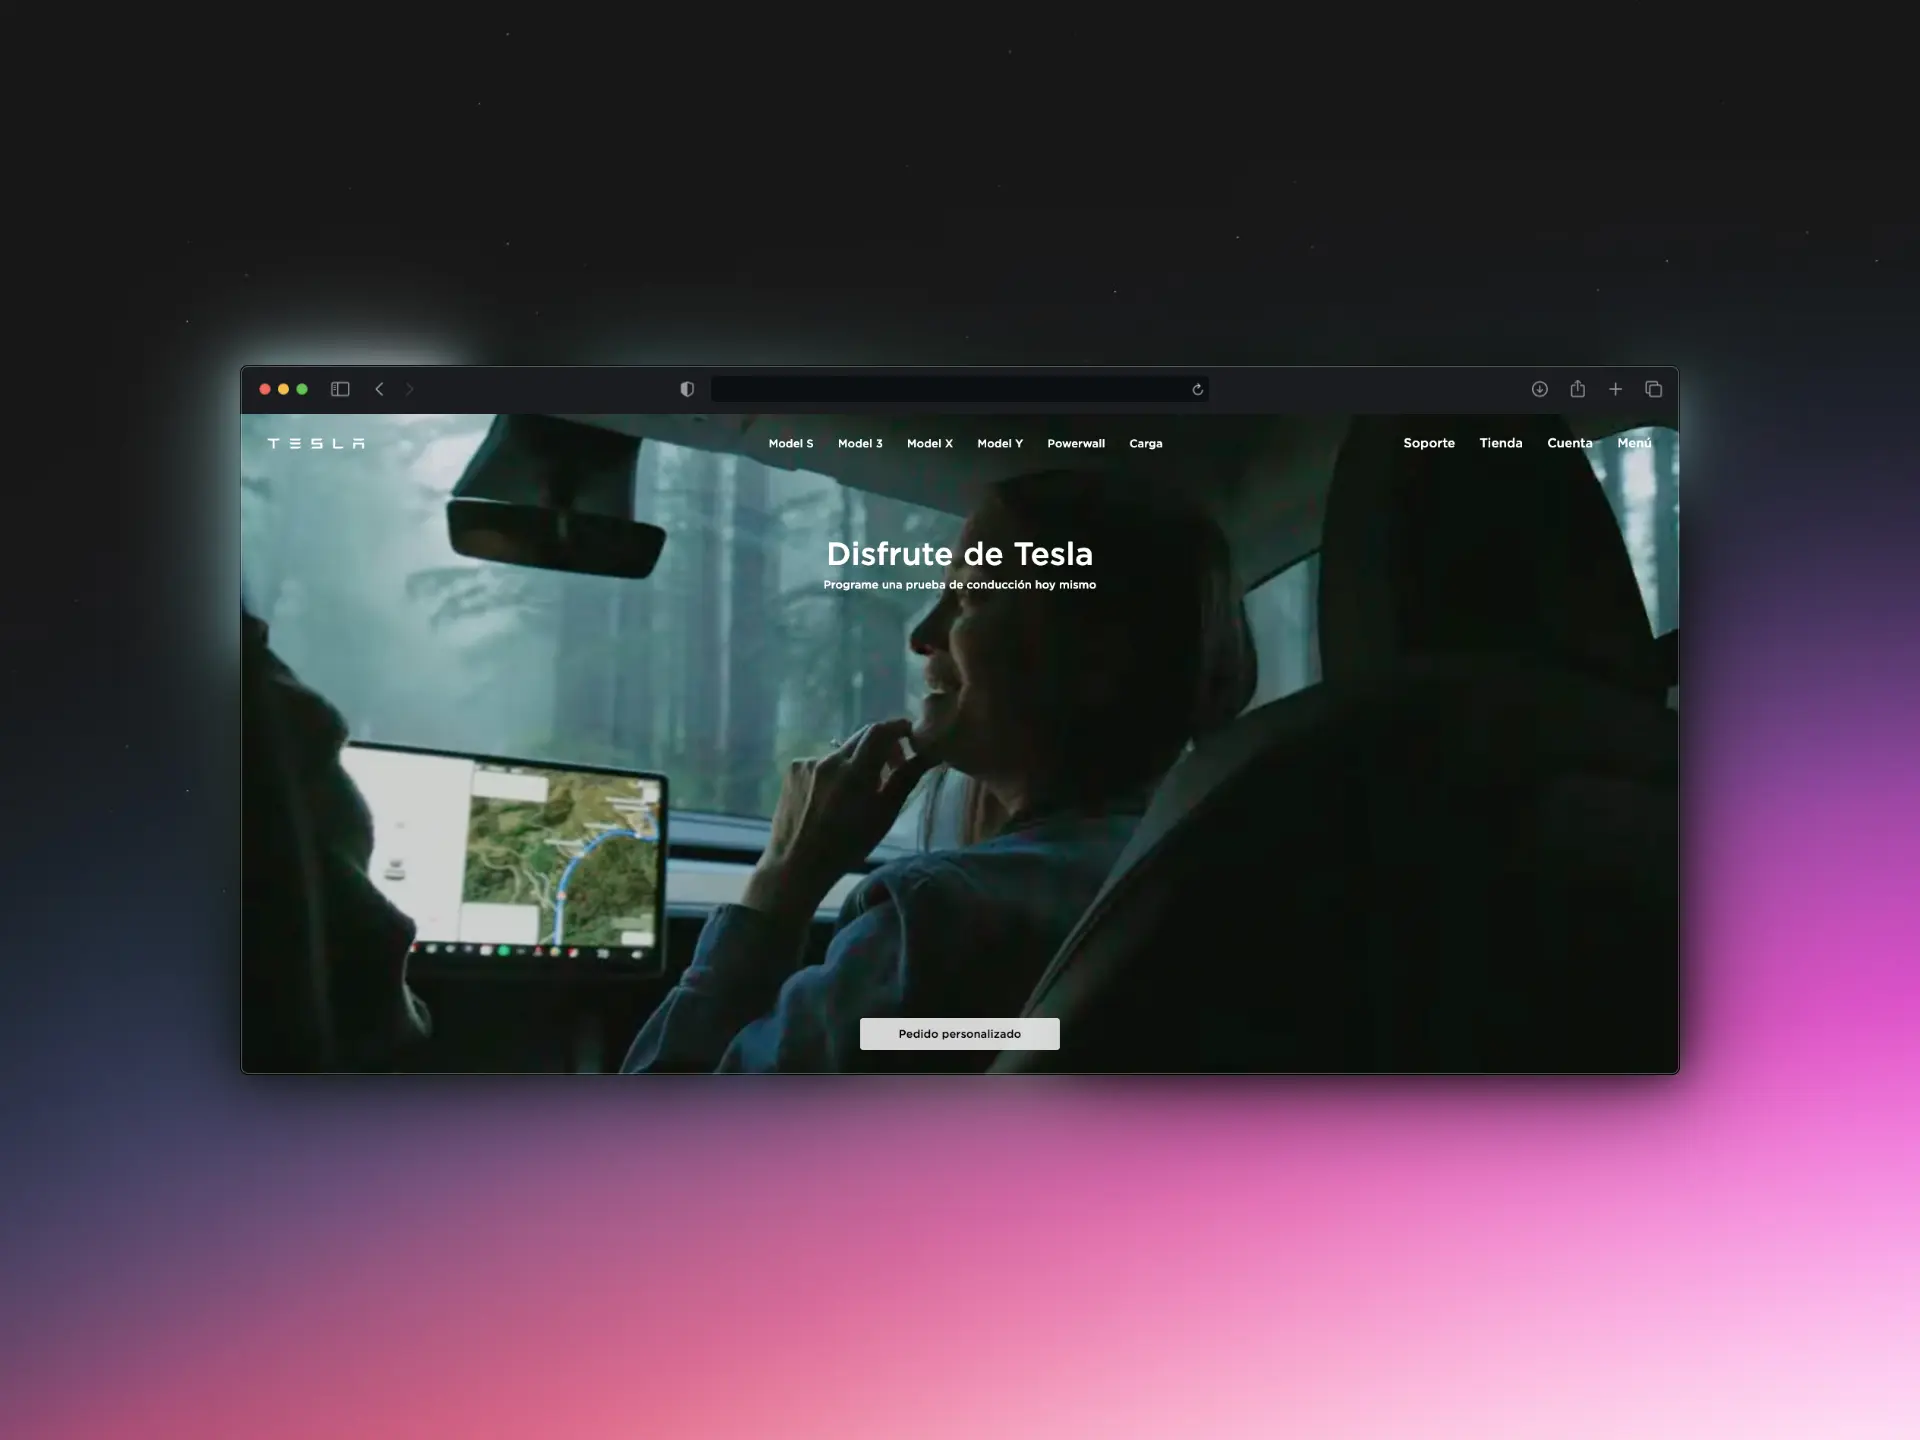 TESLA
Model S Model 3 Model X Model Y Powerwall Carga
Soporte Tienda Cuenta Menú
Disfrute de Tesla
Programe una prueba de conducción hoy mismo
Pedido personalizado